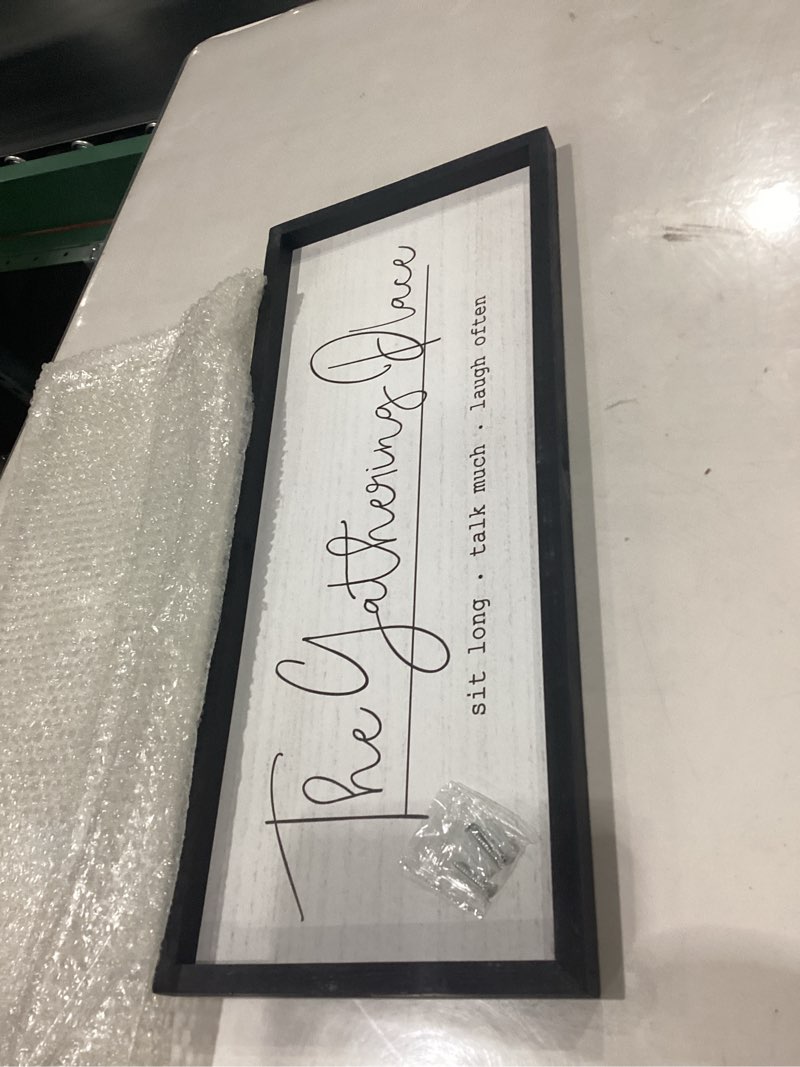 The Gathering Place
sit long · talk much · laugh often